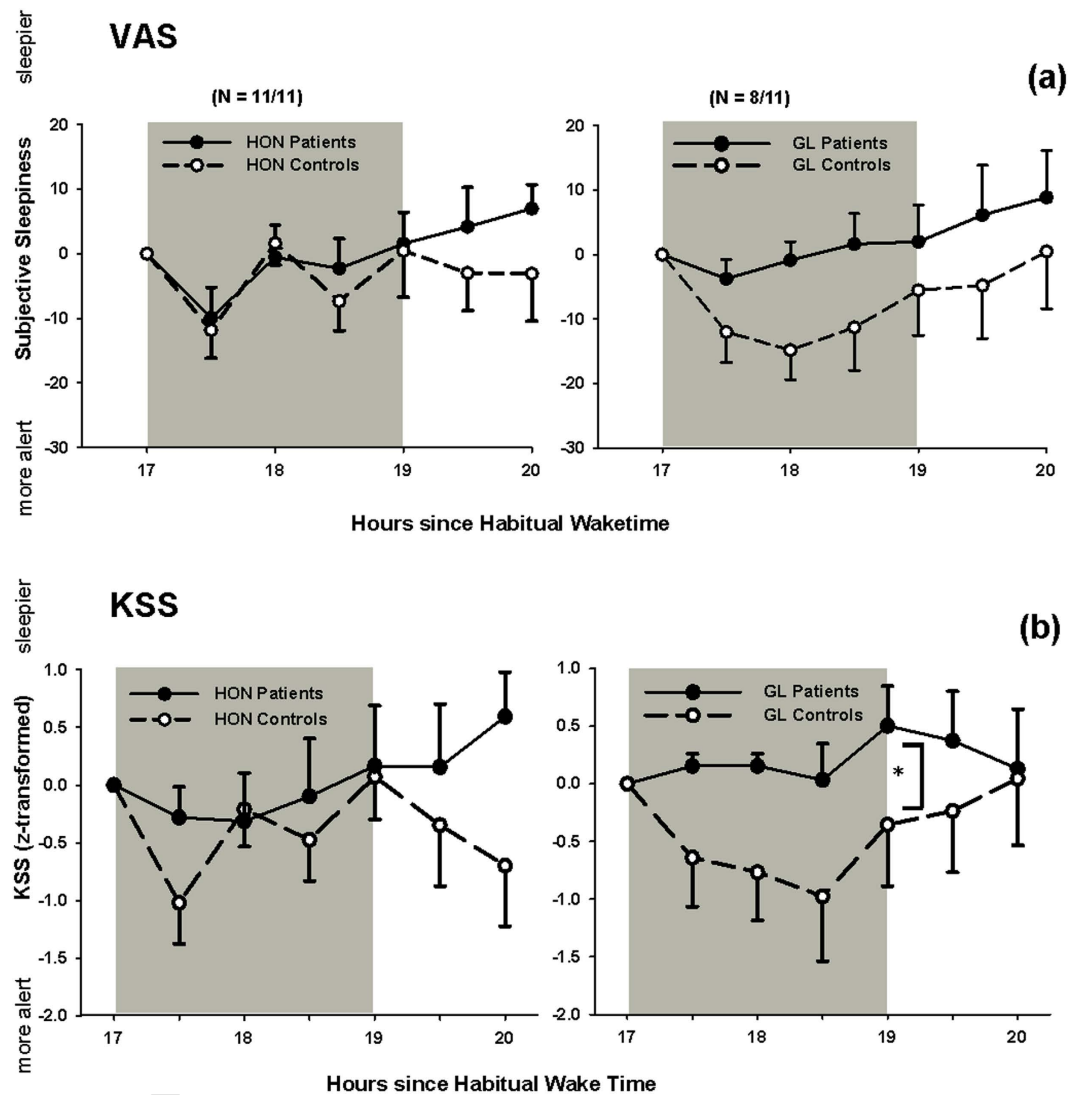 sleepier
VAS
(a)
(N = 11/11)
(N = 8/11)
Subjective Sleepiness
more alert
20
10
0
-10
-20
-30
HON Patients
HON Controls
17
18
19
20
20
10
0
-10
-20
-30
GL Patients
GL Controls
17
18
19
20
Hours since Habitual Waketime
sleepier
KSS
(b)
KSS (z-transformed)
more alert
1.0
0.5
0.0
-0.5
-1.0
-1.5
-2.0
HON Patients
HON Controls
17
18
19
20
1.0
0.5
0.0
-0.5
-1.0
-1.5
-2.0
GL Patients
GL Controls
*
17
18
19
20
Hours since Habitual Wake Time